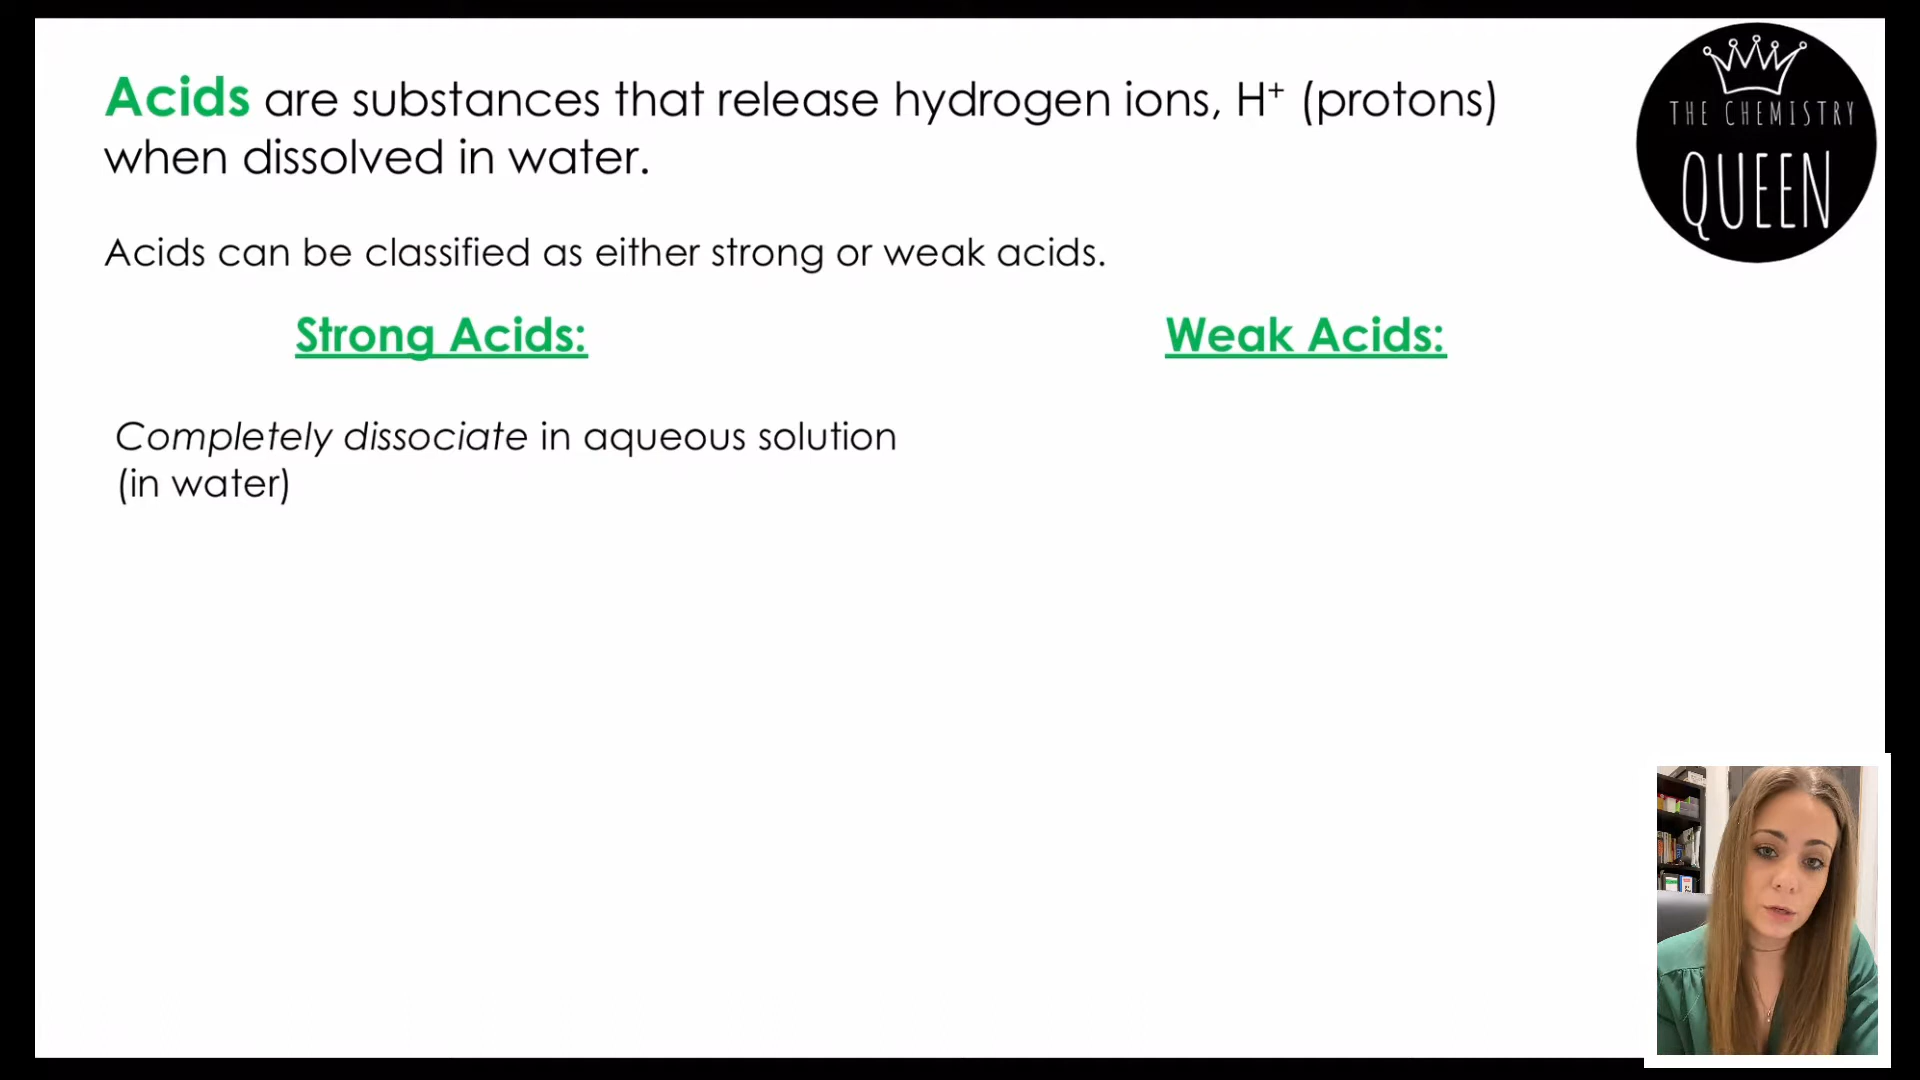 Acids are substances that release hydrogen ions, H⁺ (protons)
when dissolved in water.
THE CHEMISTRY
QUEEN
Acids can be classified as either strong or weak acids.
Strong Acids:
Weak Acids:
Completely dissociate in aqueous solution
(in water)